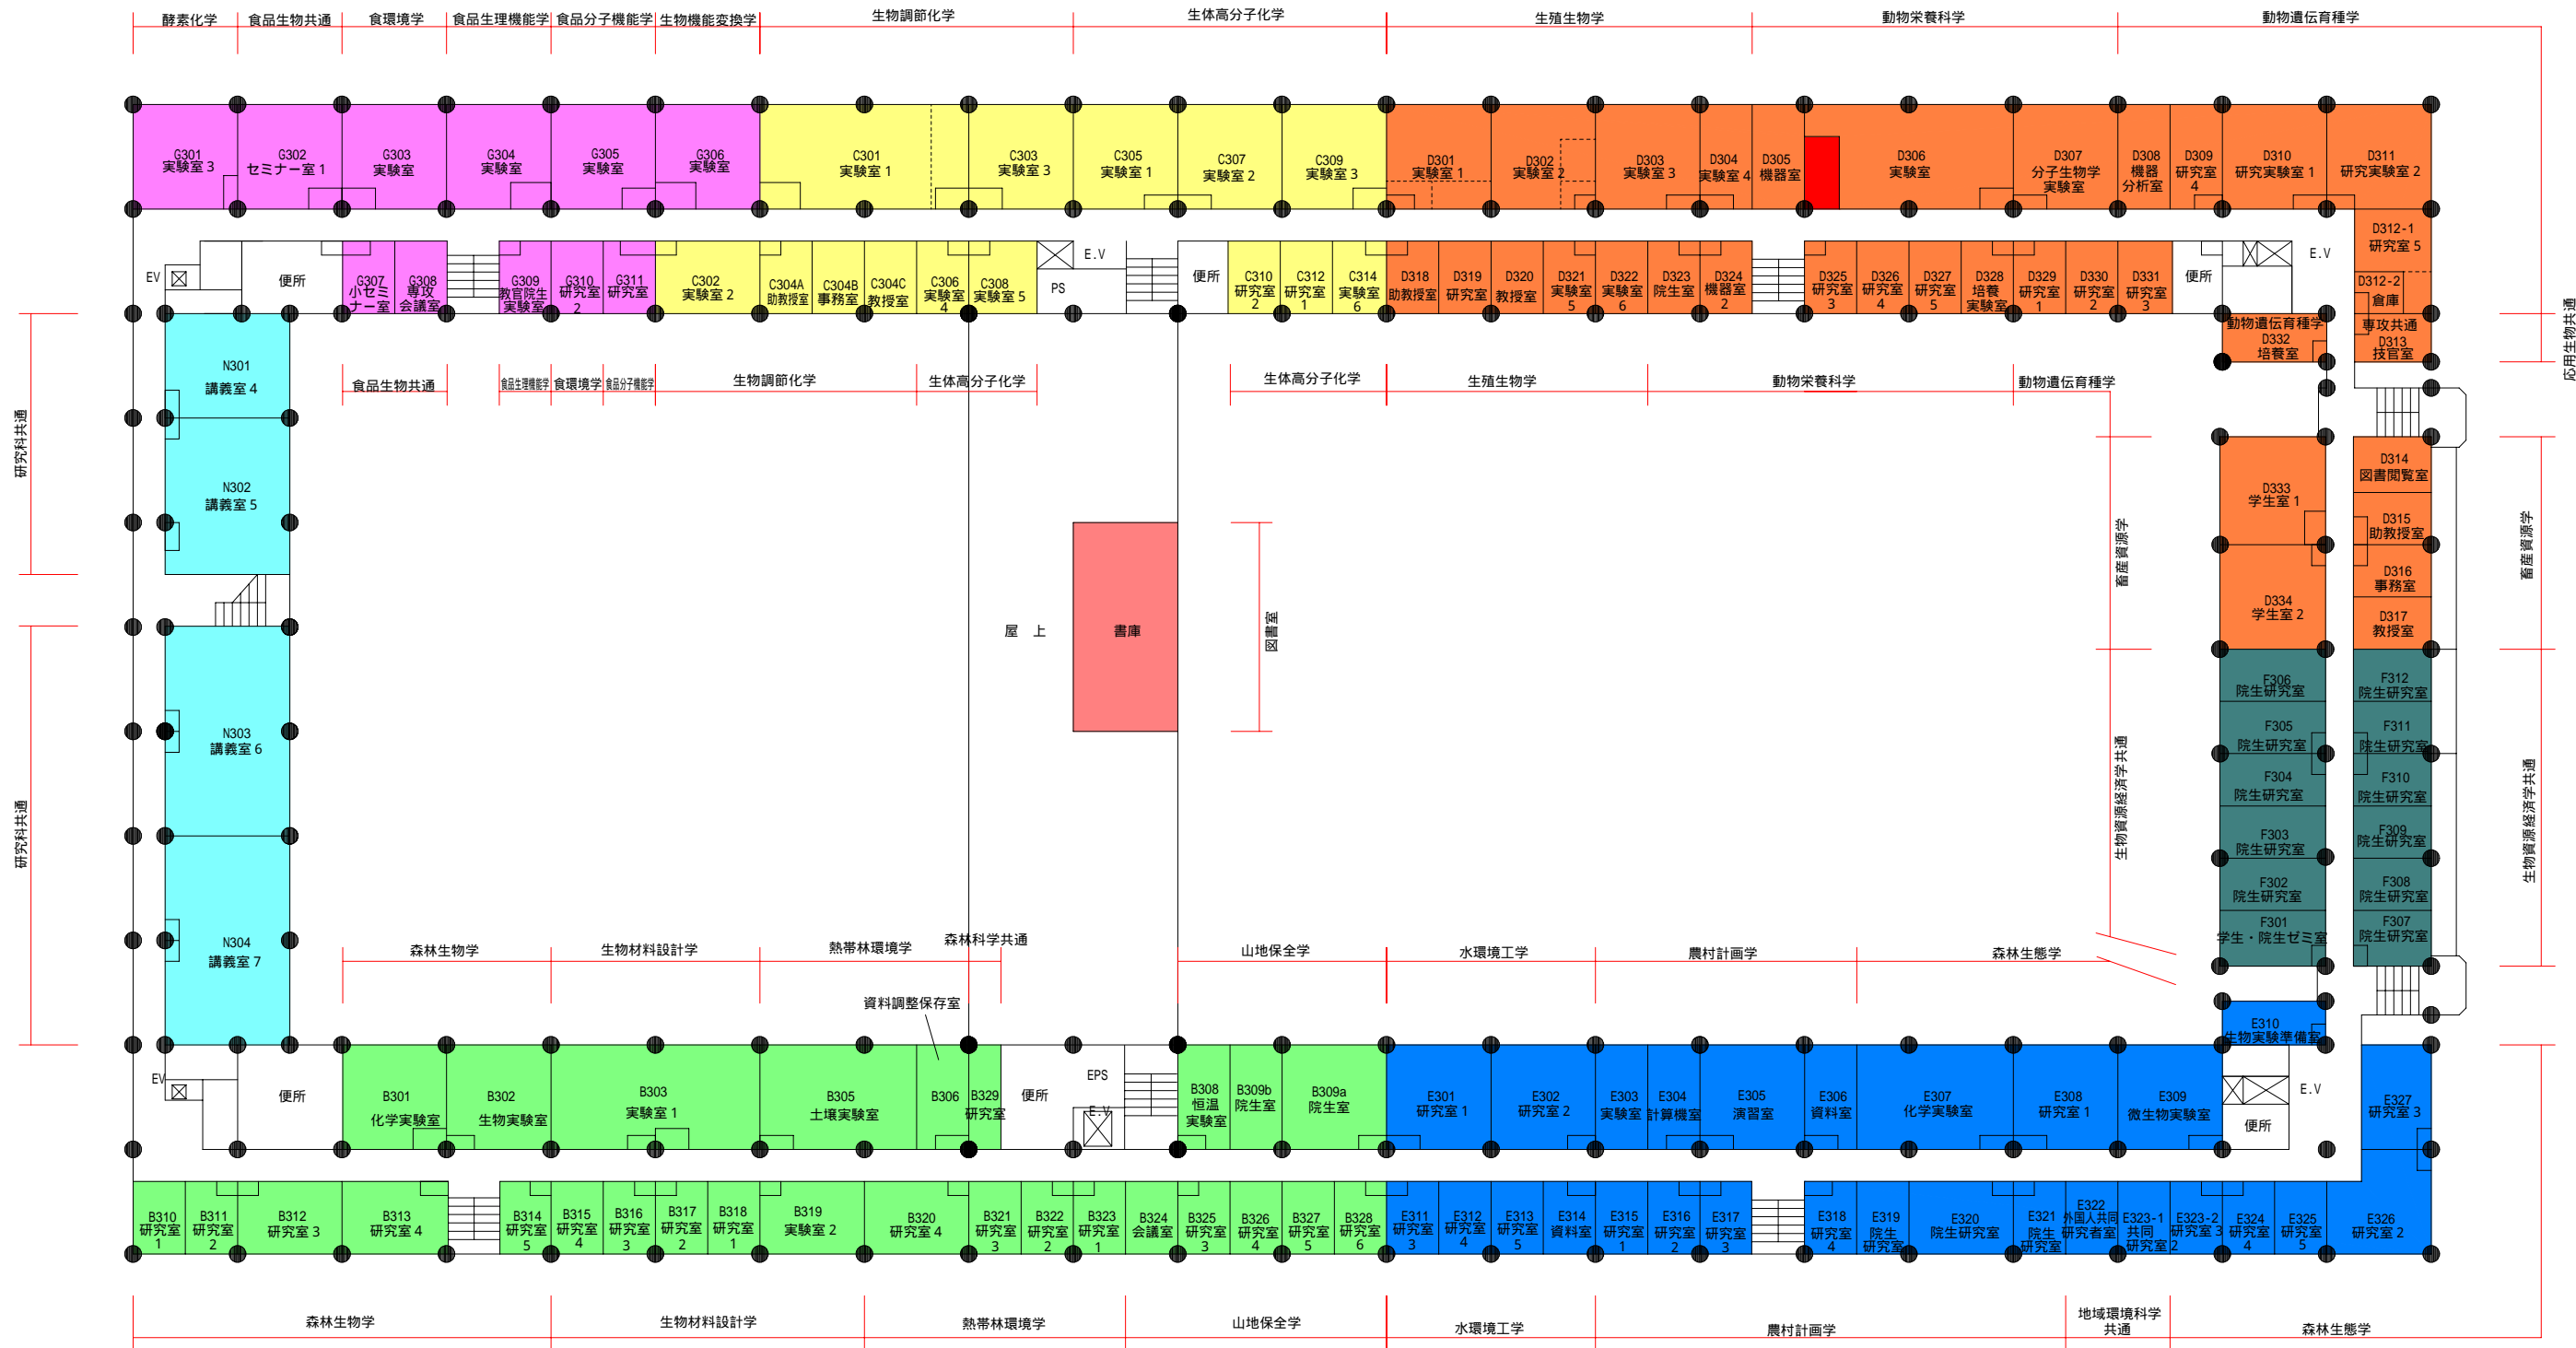 酵素化学
食品生物共通
食環境学
食品生理機能学
食品分子機能学
生物機能変換学
生物調節化学
生体高分子化学
生殖生物学
動物栄養科学
動物遺伝育種学
G301
実験室 3
G302
セミナー室 1
G303
実験室
G304
実験室
G305
実験室
G306
実験室
C301
実験室 1
C303
実験室 3
C305
実験室 1
C307
実験室 2
C309
実験室 3
D301
実験室 1
D302
実験室 2
D303
実験室 3
D304
実験室 4
D305
機器室
D306
実験室
D307
分子生物学
実験室
D308
機器
分析室
D309
研究室
4
D310
研究実験室 1
D311
研究実験室 2
D312-1
研究室 5
D312-2
倉庫
専攻共通
D313
技官室
応用生物共通
EV
便所
G307
小セミ
ナー室
G308
専攻
会議室
G309
教官院生
実験室
G310
研究室
2
G311
研究室
C302
実験室 2
C304A
助教授室
C304B
事務室
C304C
教授室
C306
実験室
4
C308
実験室 5
E.V
PS
便所
C310
研究室
2
C312
研究室
1
C314
実験室
6
D318
助教授室
D319
研究室
D320
教授室
D321
実験室
5
D322
実験室
6
D323
院生室
D324
機器室
2
D325
研究室
3
D326
研究室
4
D327
研究室
5
D328
培養
実験室
D329
研究室
1
D330
研究室
2
D331
研究室
3
便所
E.V
動物遺伝育種学
D332
培養室
食品生物共通
食品生理機能学
食環境学
食品分子機能学
生物調節化学
生体高分子化学
生体高分子化学
生殖生物学
動物栄養科学
動物遺伝育種学
研究科共通
N301
講義室 4
N302
講義室 5
研究科共通
N303
講義室 6
N304
講義室 7
屋 上
書庫
図書室
畜産資源学
D333
学生室 1
D334
学生室 2
D314
図書閲覧室
D315
助教授室
D316
事務室
D317
教授室
畜産資源学
生物資源経済学共通
F306
院生研究室
F305
院生研究室
F304
院生研究室
F303
院生研究室
F302
院生研究室
F301
学生・院生ゼミ室
F312
院生研究室
F311
院生研究室
F310
院生研究室
F309
院生研究室
F308
院生研究室
F307
院生研究室
生物資源経済学共通
森林生物学
生物材料設計学
熱帯林環境学
森林科学共通
山地保全学
水環境工学
農村計画学
森林生態学
資料調整保存室
E310
生物実験準備室
EV
便所
B301
化学実験室
B302
生物実験室
B303
実験室 1
B305
土壌実験室
B306
B329
研究室
便所
EPS
E.V
B308
恒温
実験室
B309b
院生室
B309a
院生室
E301
研究室 1
E302
研究室 2
E303
実験室
E304
計算機室
E305
演習室
E306
資料室
E307
化学実験室
E308
研究室 1
E309
微生物実験室
E.V
便所
E327
研究室 3
B310
研究室
1
B311
研究室
2
B312
研究室 3
B313
研究室 4
B314
研究室
5
B315
研究室
4
B316
研究室
3
B317
研究室
2
B318
研究室
1
B319
実験室 2
B320
研究室 4
B321
研究室
3
B322
研究室
2
B323
研究室
1
B324
会議室
B325
研究室
3
B326
研究室
4
B327
研究室
5
B328
研究室
6
E311
研究室
3
E312
研究室
4
E313
研究室
5
E314
資料室
E315
研究室
1
E316
研究室
2
E317
研究室
3
E318
研究室
4
E319
院生
研究室
E320
院生研究室
E321
院生
研究室
E322
外国人共同
研究者室
E323-1
共同
研究室
E323-2
研究室 3
2
E324
研究室
4
E325
研究室
5
E326
研究室 2
森林生物学
生物材料設計学
熱帯林環境学
山地保全学
水環境工学
農村計画学
地域環境科学
共通
森林生態学